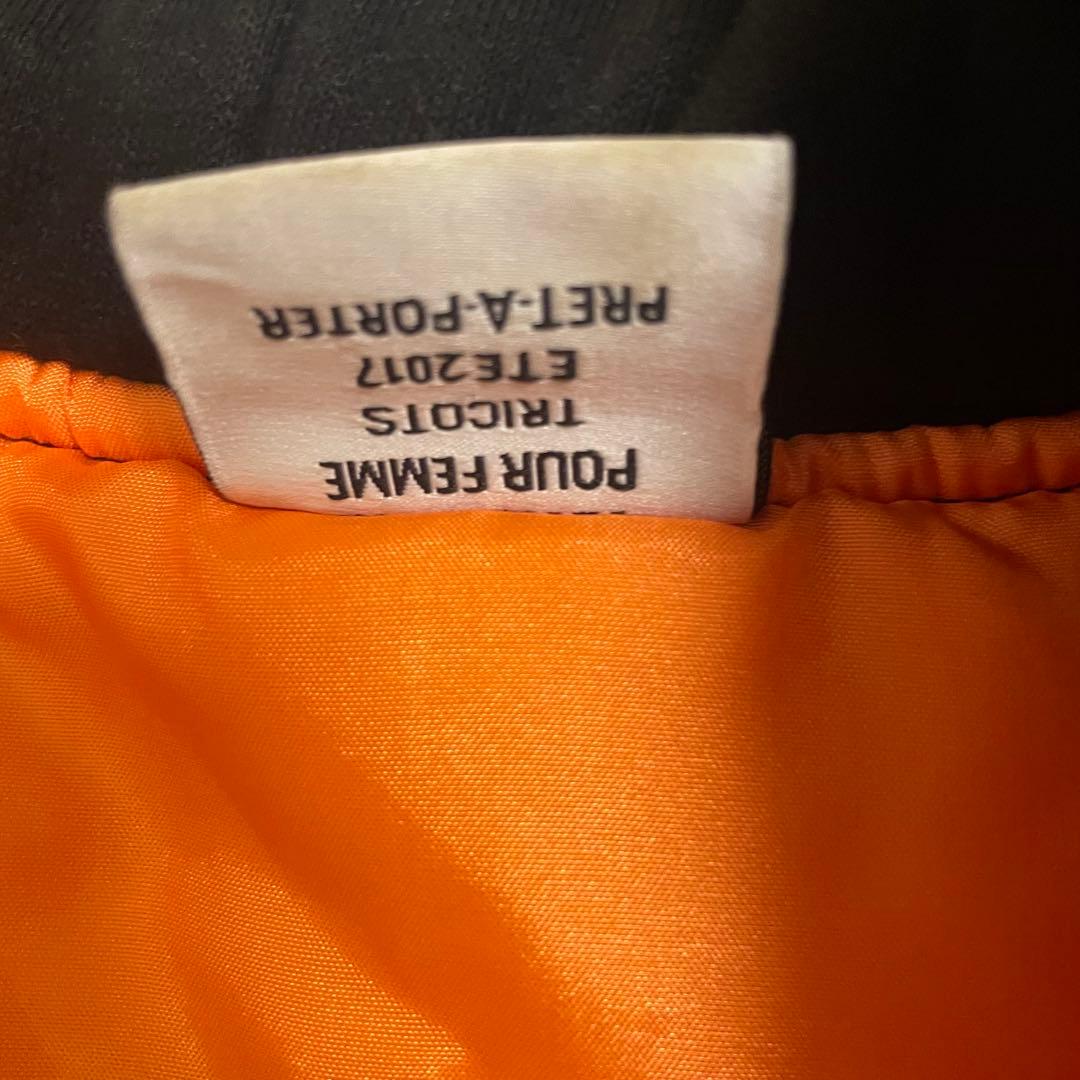 POUR FEMME
TRICOTS
ETE2017
PRET-A-PORTER